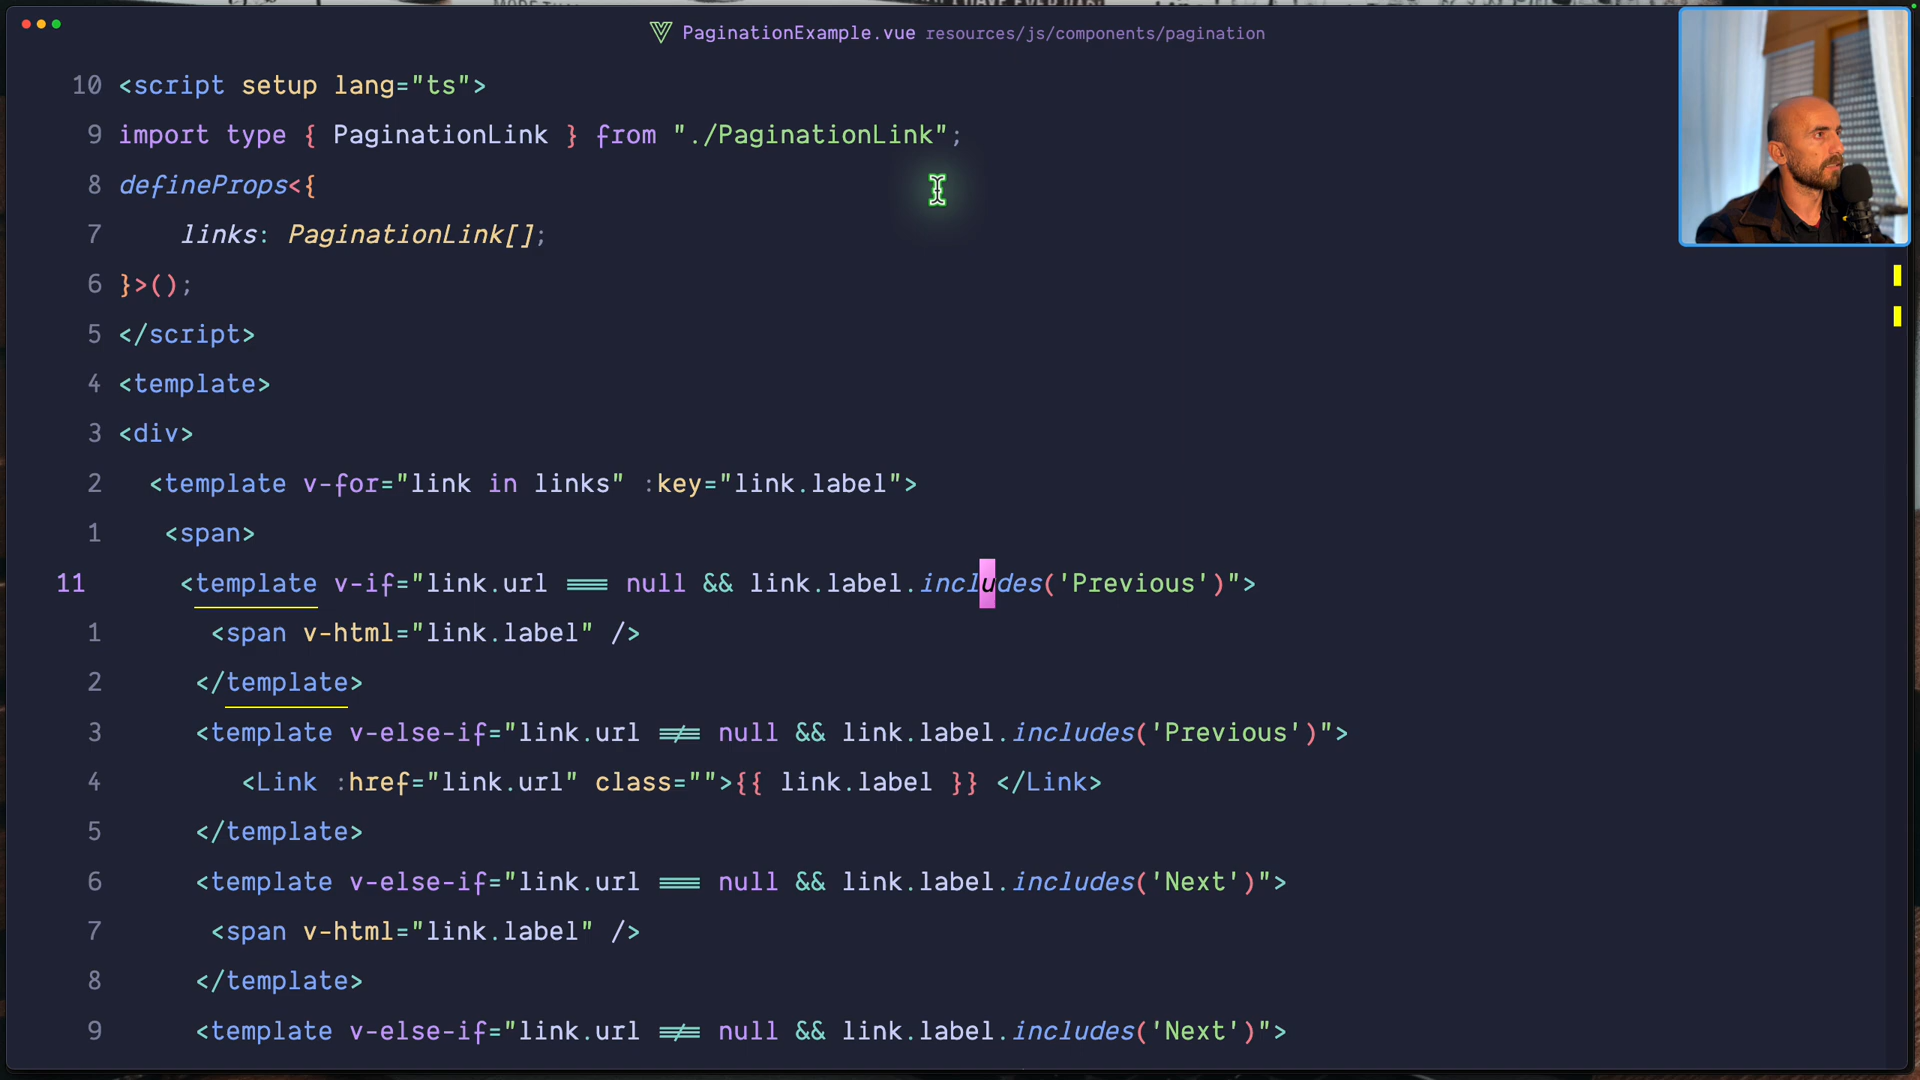 PaginationExample.vue resources/js/components/pagination
10 <script setup lang="ts">
9 import type { PaginationLink } from "./PaginationLink";
8 defineProps<{
7 links: PaginationLink[];
6 }>();
5 </script>
4 <template>
3 <div>
2 <template v-for="link in links" :key="link.label">
1 <span>
11 <template v-if="link.url === null && link.label.includes('Previous')">
1 <span v-html="link.label" />
2 </template>
3 <template v-else-if="link.url !== null && link.label.includes('Previous')">
4 <Link :href="link.url" class="">{{ link.label }} </Link>
5 </template>
6 <template v-else-if="link.url === null && link.label.includes('Next')">
7 <span v-html="link.label" />
8 </template>
9 <template v-else-if="link.url !== null && link.label.includes('Next')">